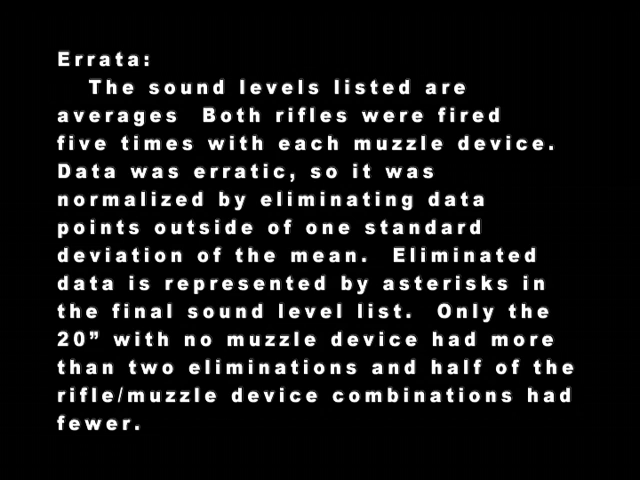 Errata:
The sound levels listed are
averages  Both rifles were fired
five times with each muzzle device.
Data was erratic, so it was
normalized by eliminating data
points outside of one standard
deviation of the mean.  Eliminated
data is represented by asterisks in
the final sound level list.  Only the
20” with no muzzle device had more
than two eliminations and half of the
rifle/muzzle device combinations had
fewer.